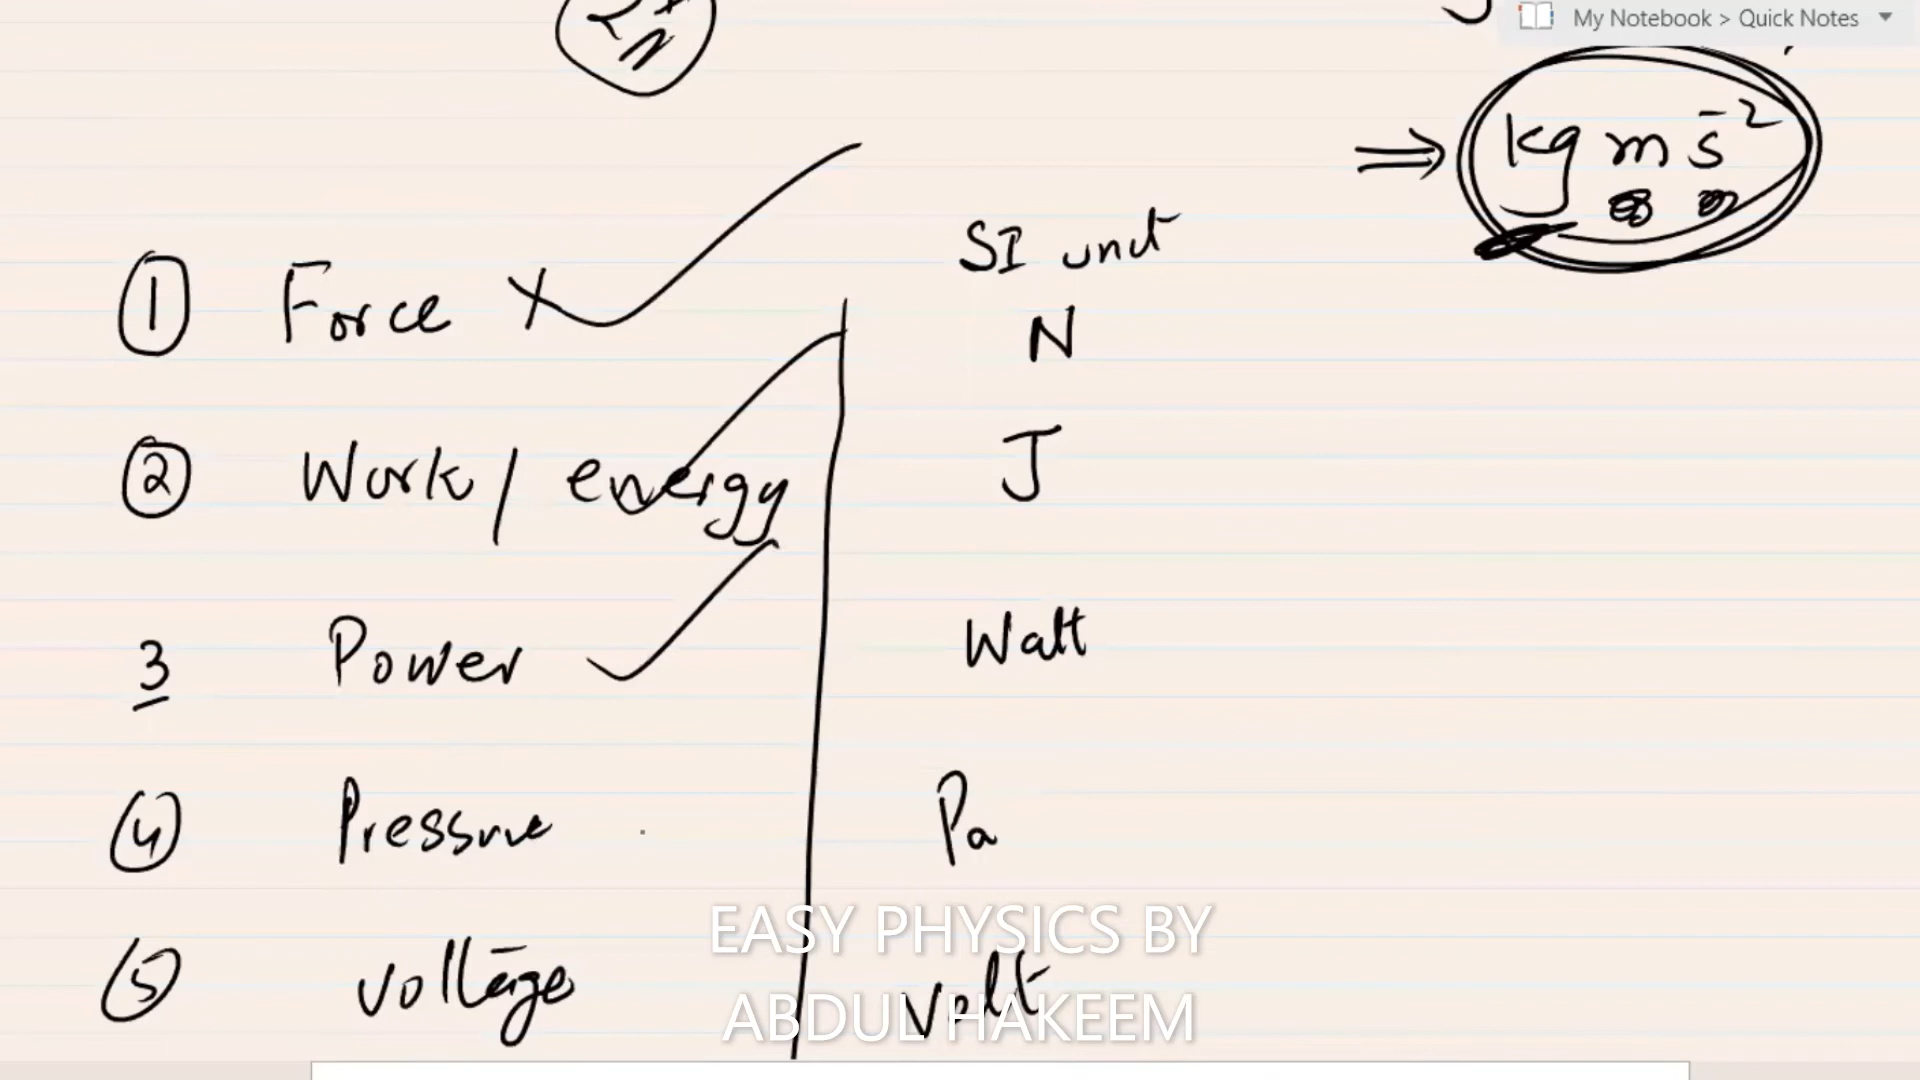 My Notebook > Quick Notes
⇒ kg m s⁻²
SI unit
① Force N
② Work / energy J
3 Power Watt
④ Pressure Pa
⑤ Voltage Volt
EASY PHYSICS BY
ABDUL HAKEEM